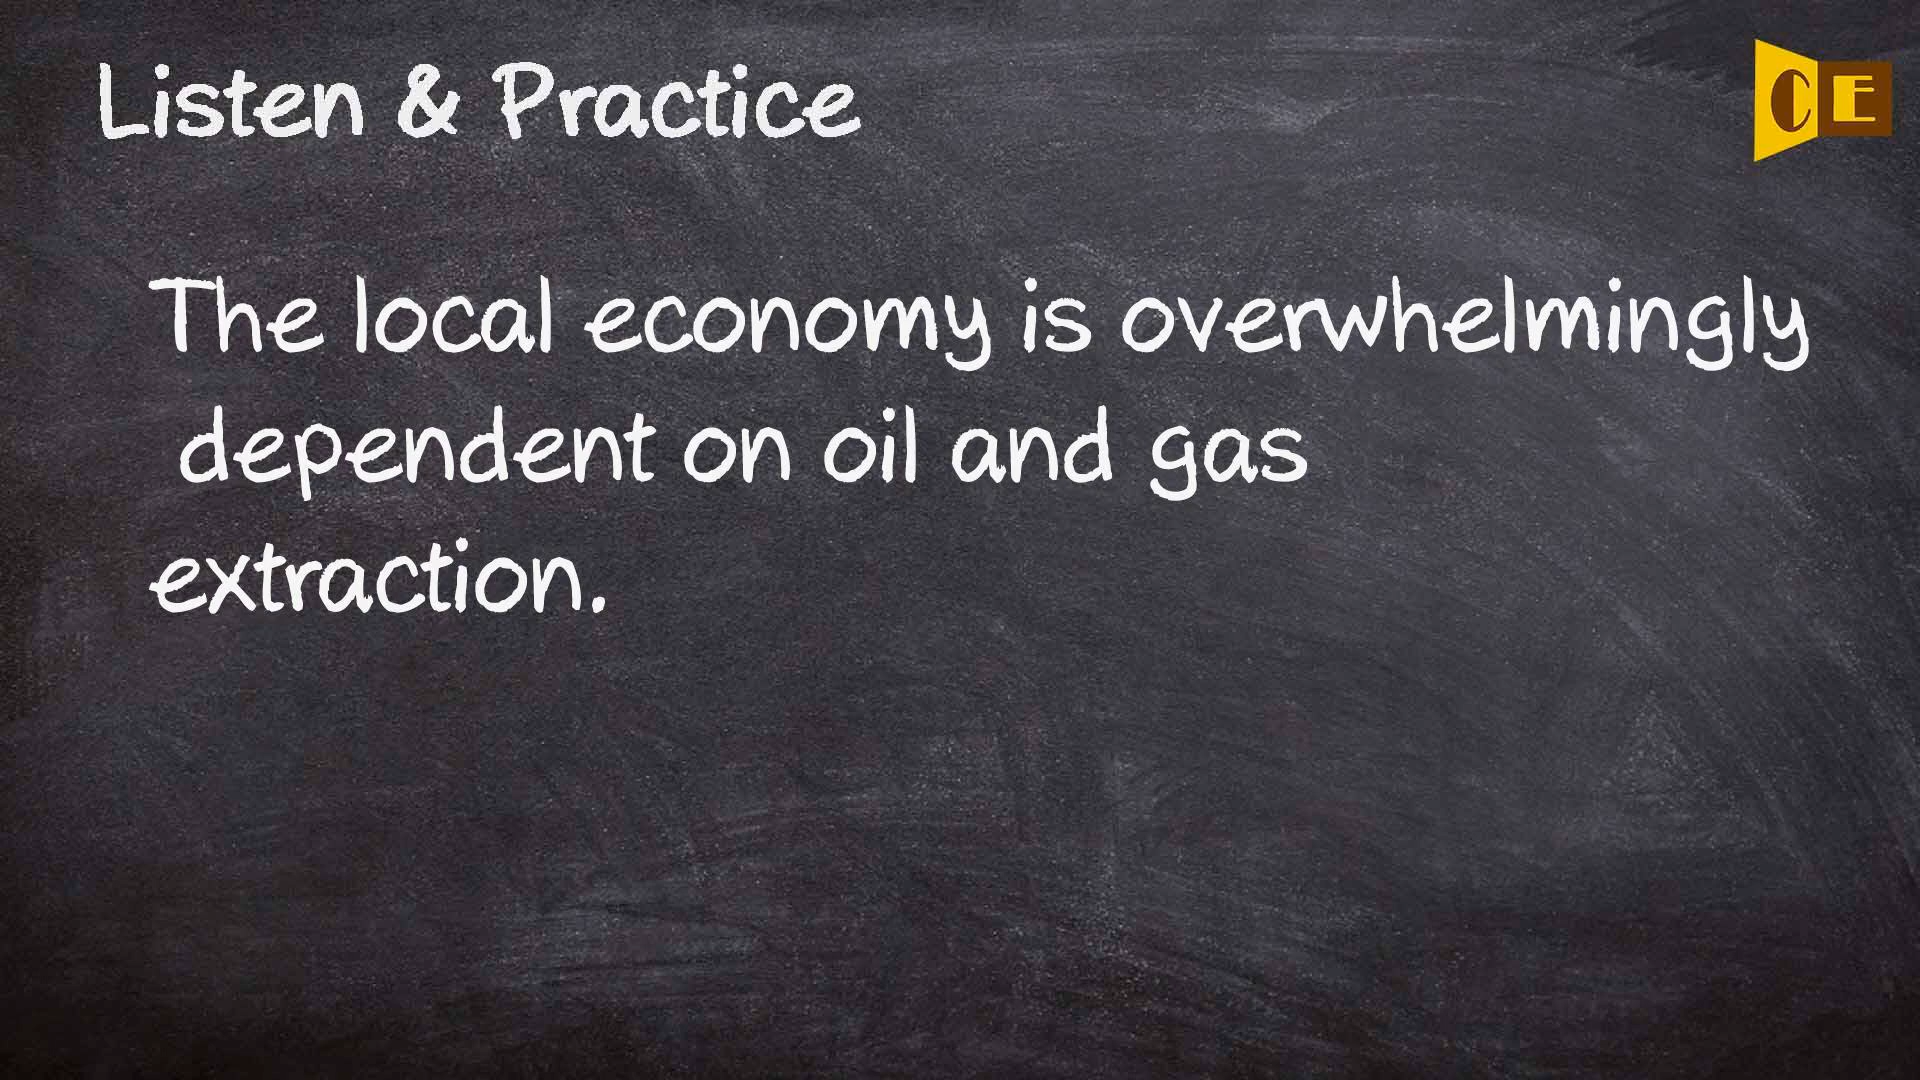 Listen & Practice
CE
The local economy is overwhelmingly
dependent on oil and gas
extraction.